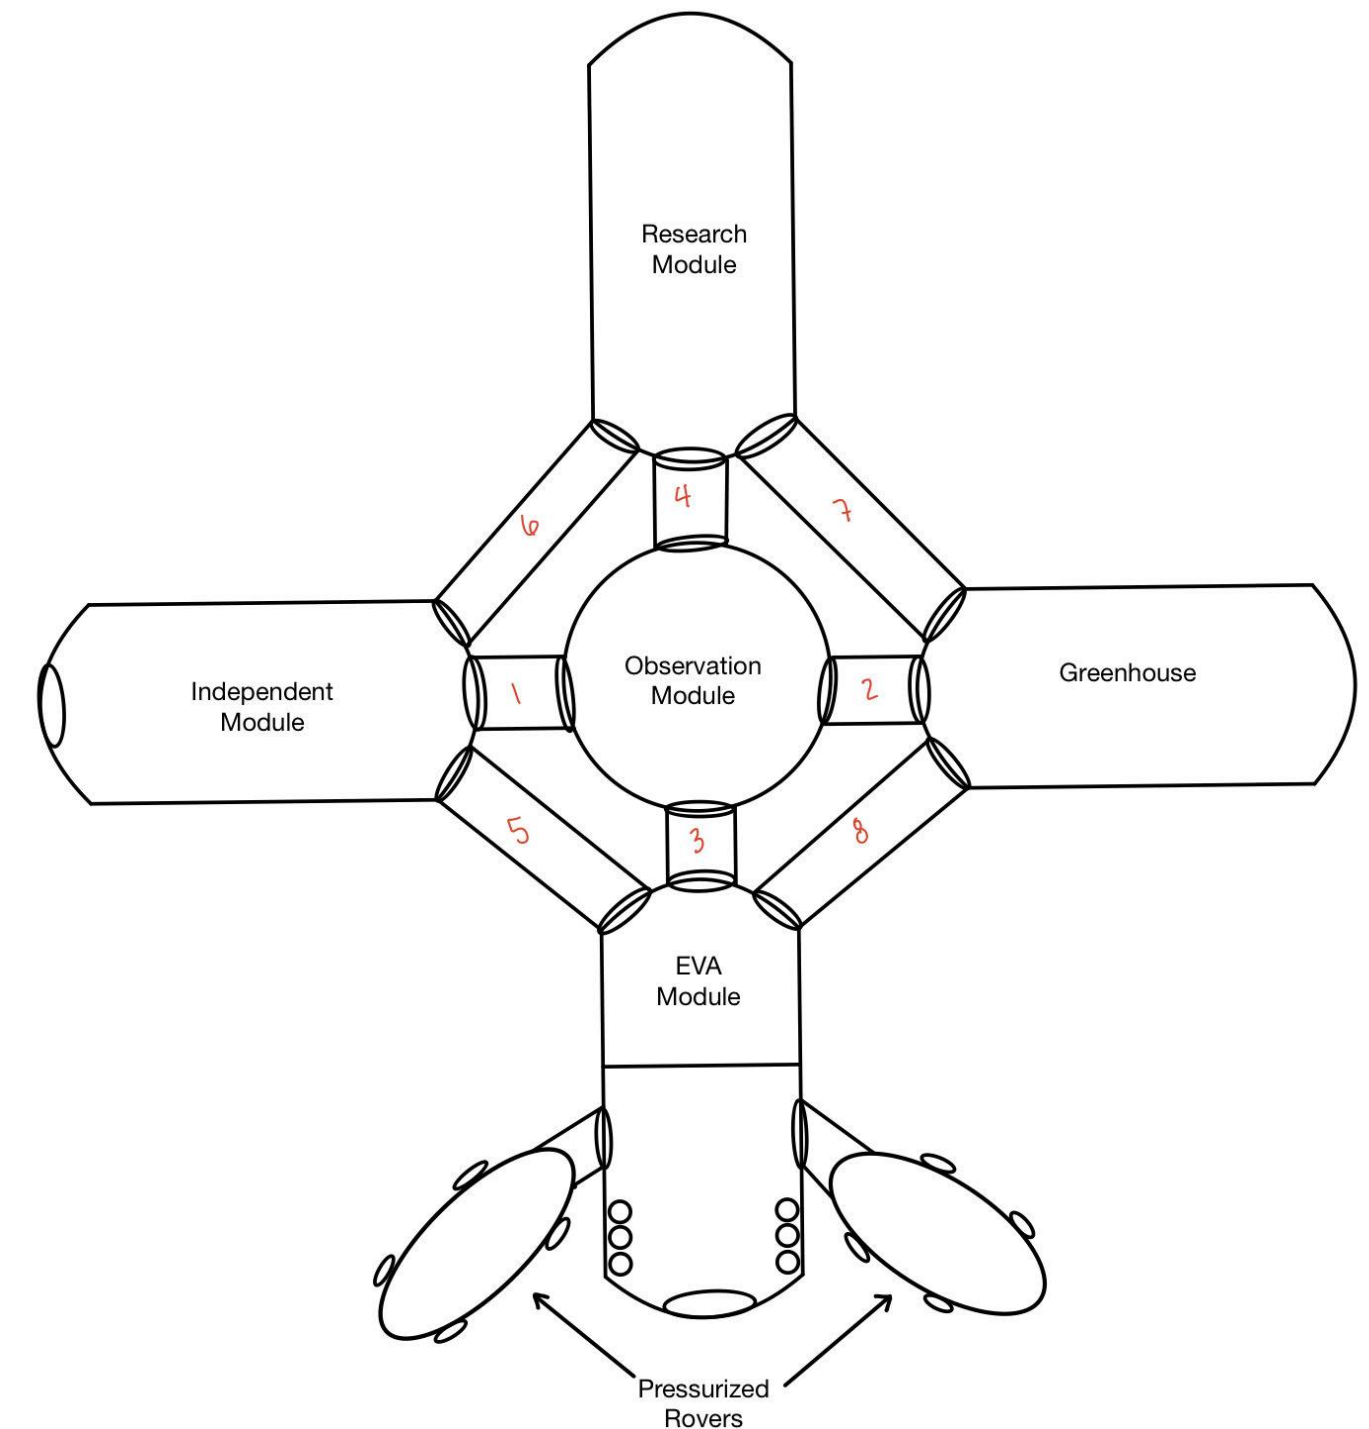 Research
Module
4
7
6
Independent
Module
1
Observation
Module
2
Greenhouse
5
3
8
EVA
Module
Pressurized
Rovers